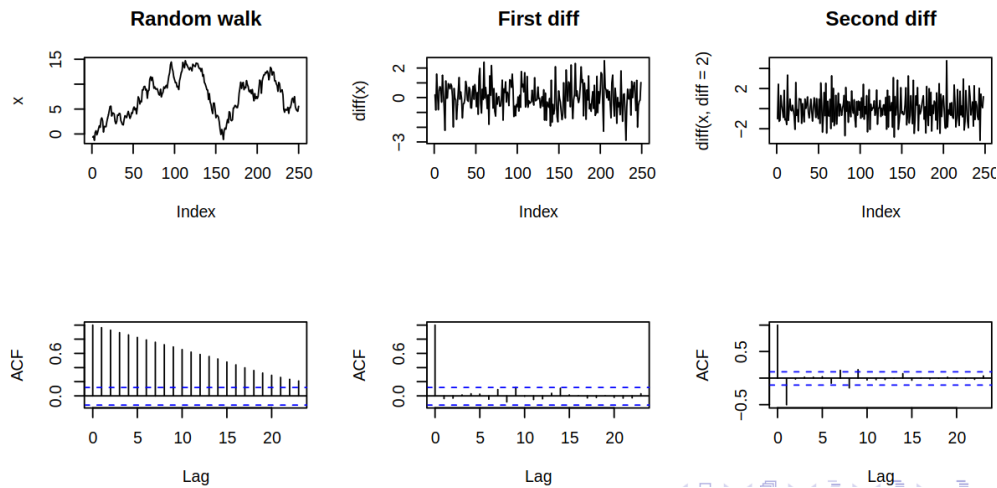 Random walk
15
5
0
x
0 50 100 150 200 250
Index
First diff
2
0
−3
diff(x)
0 50 100 150 200 250
Index
Second diff
2
−2
diff(x, diff = 2)
0 50 100 150 200 250
Index
0.6
0.0
ACF
0 5 10 15 20
Lag
0.6
0.0
ACF
0 5 10 15 20
Lag
0.5
−0.5
ACF
0 5 10 15 20
Lag